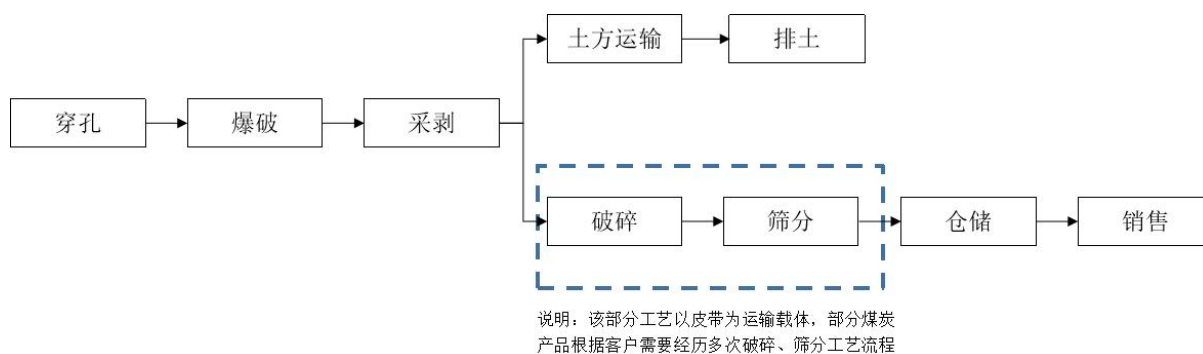 土方运输
排土
穿孔
爆破
采剥
破碎
筛分
仓储
销售
说明：该部分工艺以皮带为运输载体，部分煤炭
产品根据客户需要经历多次破碎、筛分工艺流程